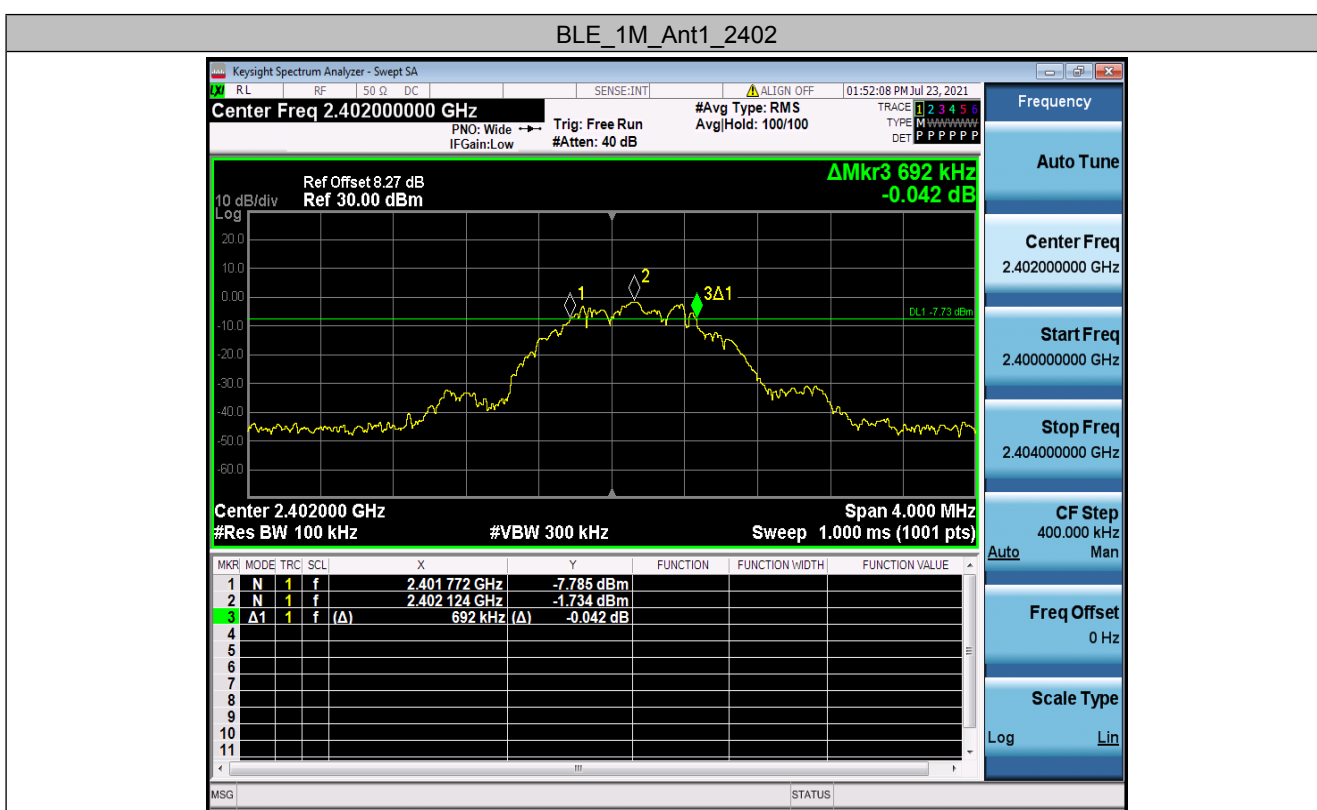 BLE_1M_Ant1_2402
Keysight Spectrum Analyzer - Swept SA
LXI RL RF 50 Ω DC SENSE:INT ALIGN OFF 01:52:08 PM Jul 23, 2021
Center Freq 2.402000000 GHz
PNO: Wide
IFGain:Low
Trig: Free Run
#Atten: 40 dB
#Avg Type: RMS
Avg|Hold: 100/100
TRACE 1 2 3 4 5 6
TYPE M W W W W W
DET P P P P P P
ΔMkr3 692 kHz
-0.042 dB
Ref Offset 8.27 dB
10 dB/div Ref 30.00 dBm
Log
20.0
10.0
0.00
-10.0
-20.0
-30.0
-40.0
-50.0
-60.0
1
2
3Δ1
DL1 -7.73 dBm
Center 2.402000 GHz Span 4.000 MHz
#Res BW 100 kHz #VBW 300 kHz Sweep 1.000 ms (1001 pts)
MKR MODE TRC SCL X Y FUNCTION FUNCTION WIDTH FUNCTION VALUE
1 N 1 f 2.401 772 GHz -7.785 dBm
2 N 1 f 2.402 124 GHz -1.734 dBm
3 Δ1 1 f (Δ) 692 kHz (Δ) -0.042 dB
4
5
6
7
8
9
10
11
MSG STATUS
Frequency
Auto Tune
Center Freq
2.402000000 GHz
Start Freq
2.400000000 GHz
Stop Freq
2.404000000 GHz
CF Step
400.000 kHz
Auto Man
Freq Offset
0 Hz
Scale Type
Log Lin